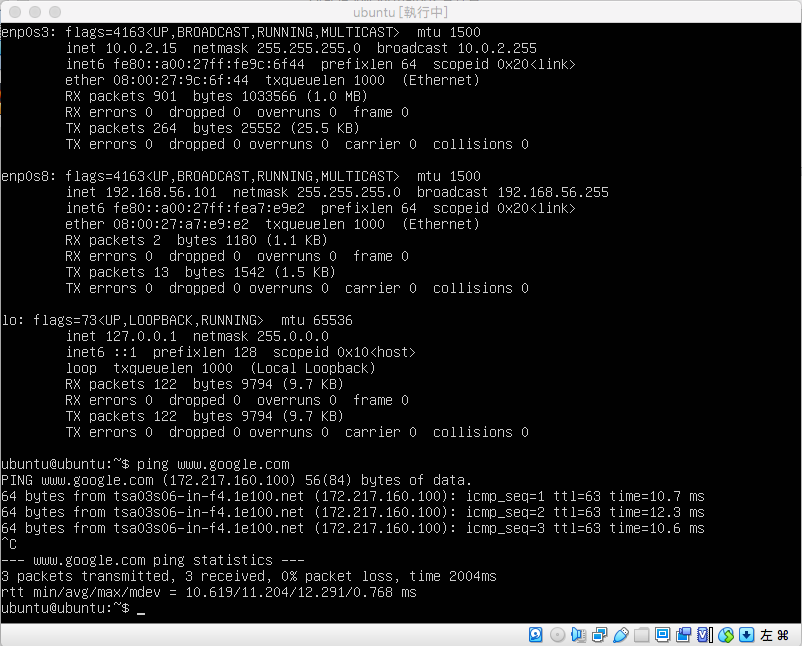 ubuntu [執行中]
enp0s3: flags=4163<UP,BROADCAST,RUNNING,MULTICAST>  mtu 1500
        inet 10.0.2.15  netmask 255.255.255.0  broadcast 10.0.2.255
        inet6 fe80::a00:27ff:fe9c:6f44  prefixlen 64  scopeid 0x20<link>
        ether 08:00:27:9c:6f:44  txqueuelen 1000  (Ethernet)
        RX packets 901  bytes 1033566 (1.0 MB)
        RX errors 0  dropped 0  overruns 0  frame 0
        TX packets 264  bytes 25552 (25.5 KB)
        TX errors 0  dropped 0 overruns 0  carrier 0  collisions 0
enp0s8: flags=4163<UP,BROADCAST,RUNNING,MULTICAST>  mtu 1500
        inet 192.168.56.101  netmask 255.255.255.0  broadcast 192.168.56.255
        inet6 fe80::a00:27ff:fea7:e9e2  prefixlen 64  scopeid 0x20<link>
        ether 08:00:27:a7:e9:e2  txqueuelen 1000  (Ethernet)
        RX packets 2  bytes 1180 (1.1 KB)
        RX errors 0  dropped 0  overruns 0  frame 0
        TX packets 13  bytes 1542 (1.5 KB)
        TX errors 0  dropped 0 overruns 0  carrier 0  collisions 0
lo: flags=73<UP,LOOPBACK,RUNNING>  mtu 65536
        inet 127.0.0.1  netmask 255.0.0.0
        inet6 ::1  prefixlen 128  scopeid 0x10<host>
        loop  txqueuelen 1000  (Local Loopback)
        RX packets 122  bytes 9794 (9.7 KB)
        RX errors 0  dropped 0  overruns 0  frame 0
        TX packets 122  bytes 9794 (9.7 KB)
        TX errors 0  dropped 0 overruns 0  carrier 0  collisions 0
ubuntu@ubuntu:~$ ping www.google.com
PING www.google.com (172.217.160.100) 56(84) bytes of data.
64 bytes from tsa03s06-in-f4.1e100.net (172.217.160.100): icmp_seq=1 ttl=63 time=10.7 ms
64 bytes from tsa03s06-in-f4.1e100.net (172.217.160.100): icmp_seq=2 ttl=63 time=12.3 ms
64 bytes from tsa03s06-in-f4.1e100.net (172.217.160.100): icmp_seq=3 ttl=63 time=10.6 ms
^C
--- www.google.com ping statistics ---
3 packets transmitted, 3 received, 0% packet loss, time 2004ms
rtt min/avg/max/mdev = 10.619/11.204/12.291/0.768 ms
ubuntu@ubuntu:~$ _
左 ⌘